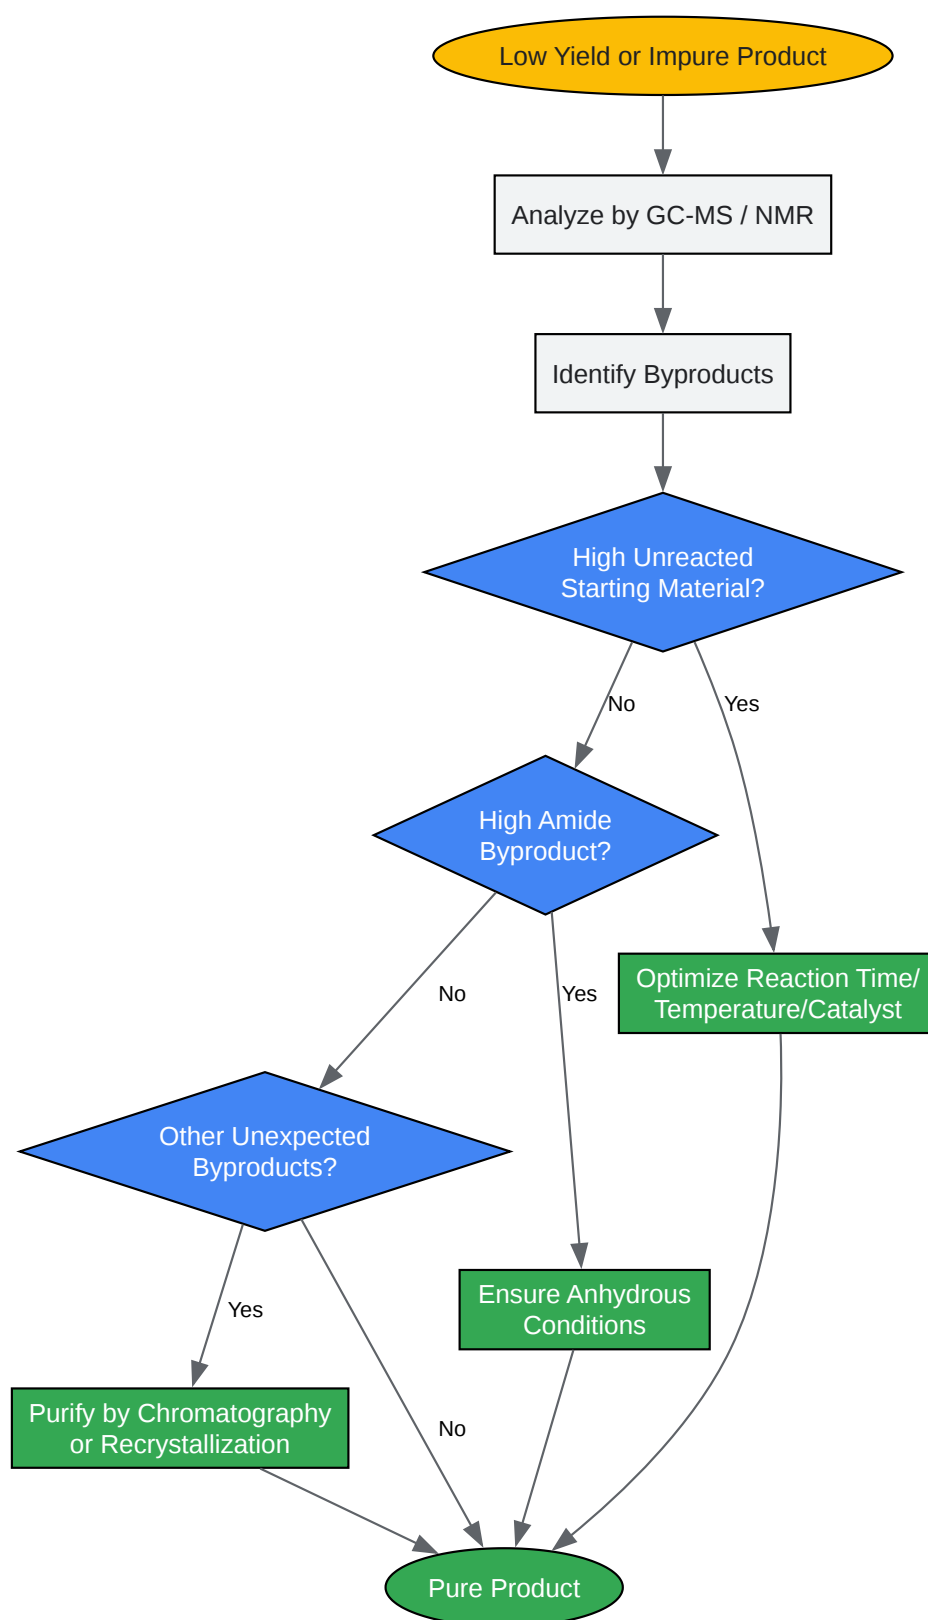 Low Yield or Impure Product
Analyze by GC-MS / NMR
Identify Byproducts
High Unreacted
Starting Material?
No
Yes
High Amide
Byproduct?
No
Yes
Optimize Reaction Time/
Temperature/Catalyst
Other Unexpected
Byproducts?
Yes
No
Ensure Anhydrous
Conditions
Purify by Chromatography
or Recrystallization
Pure Product